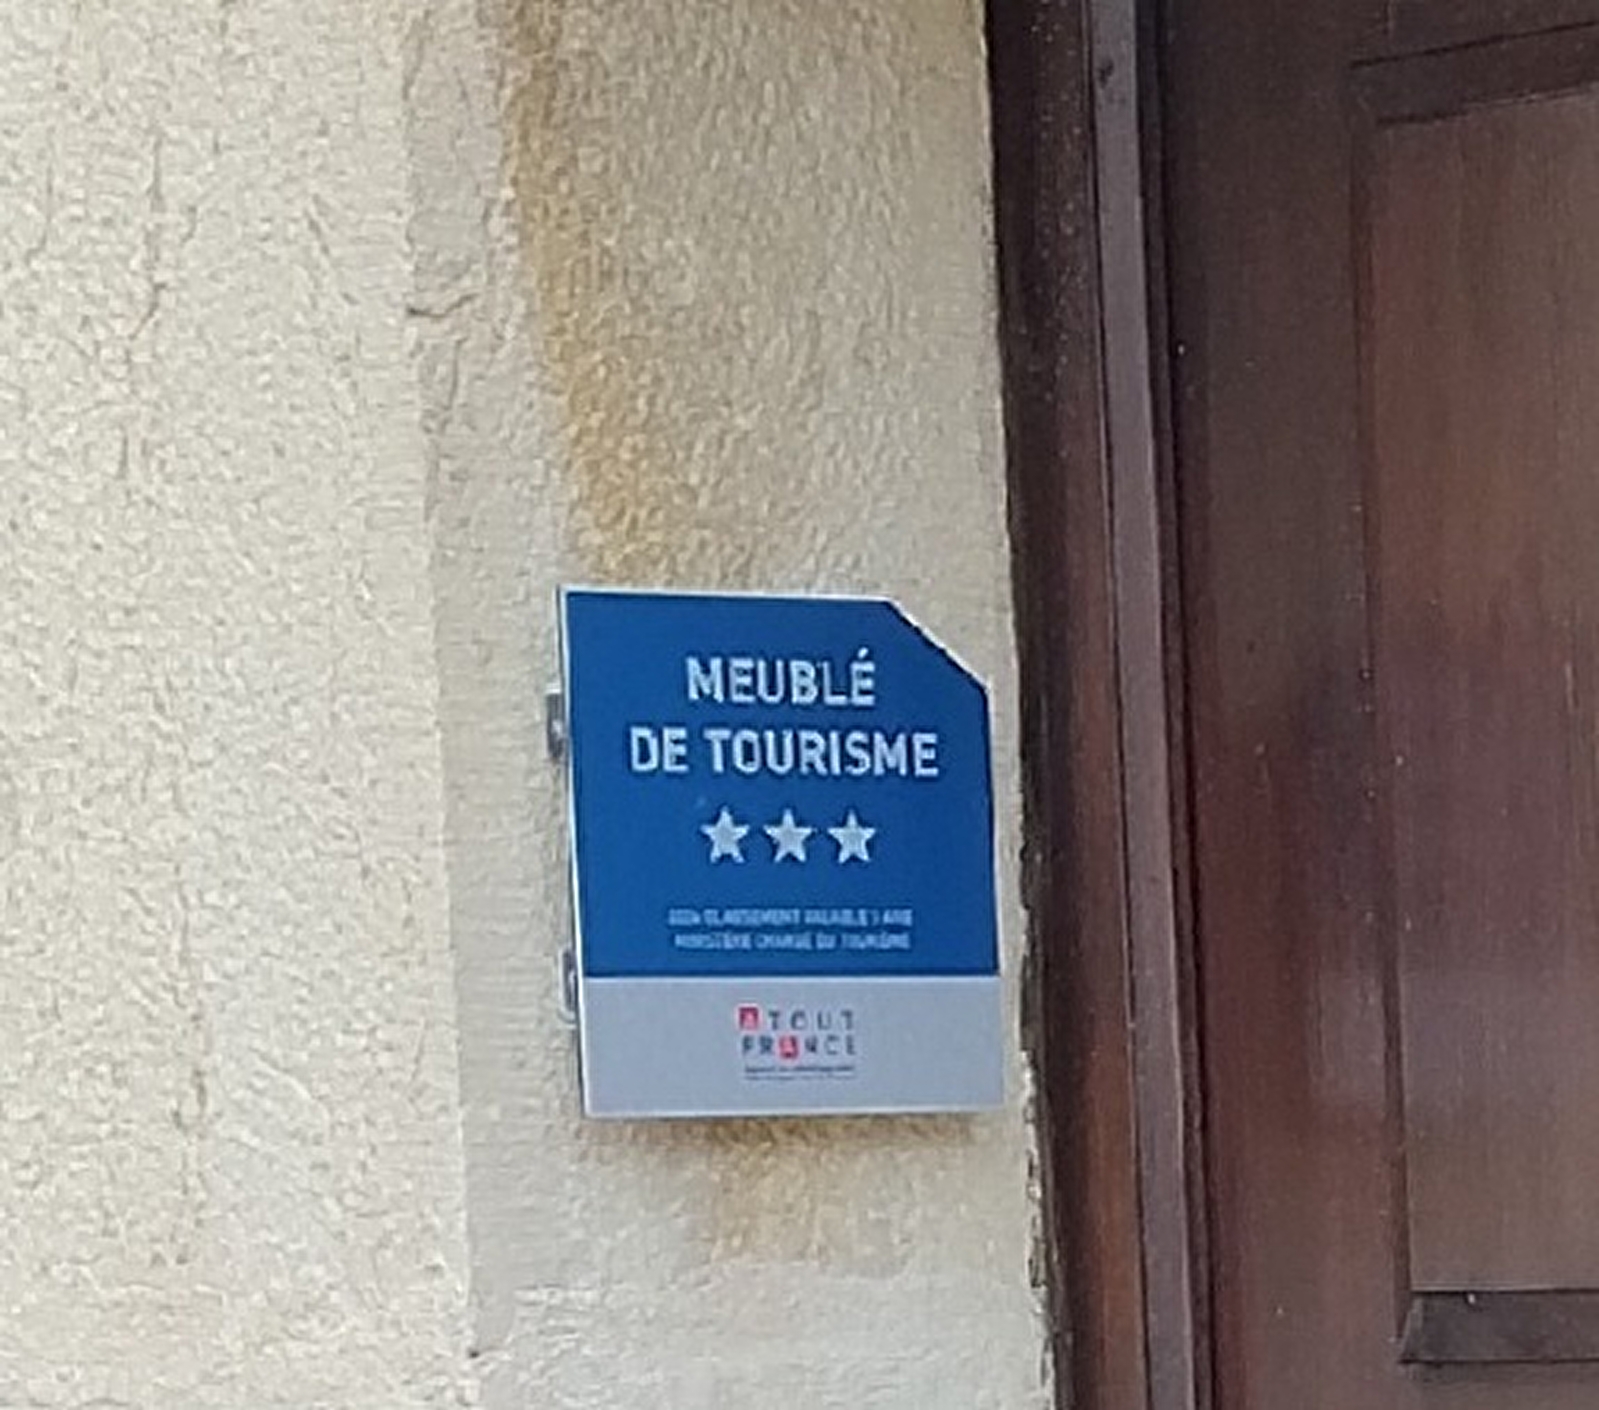 MEUBLÉ
DE TOURISME
CLASSEMENT VALABLE 5 ANS
MINISTÈRE CHARGÉ DU TOURISME
ATOUT
FRANCE